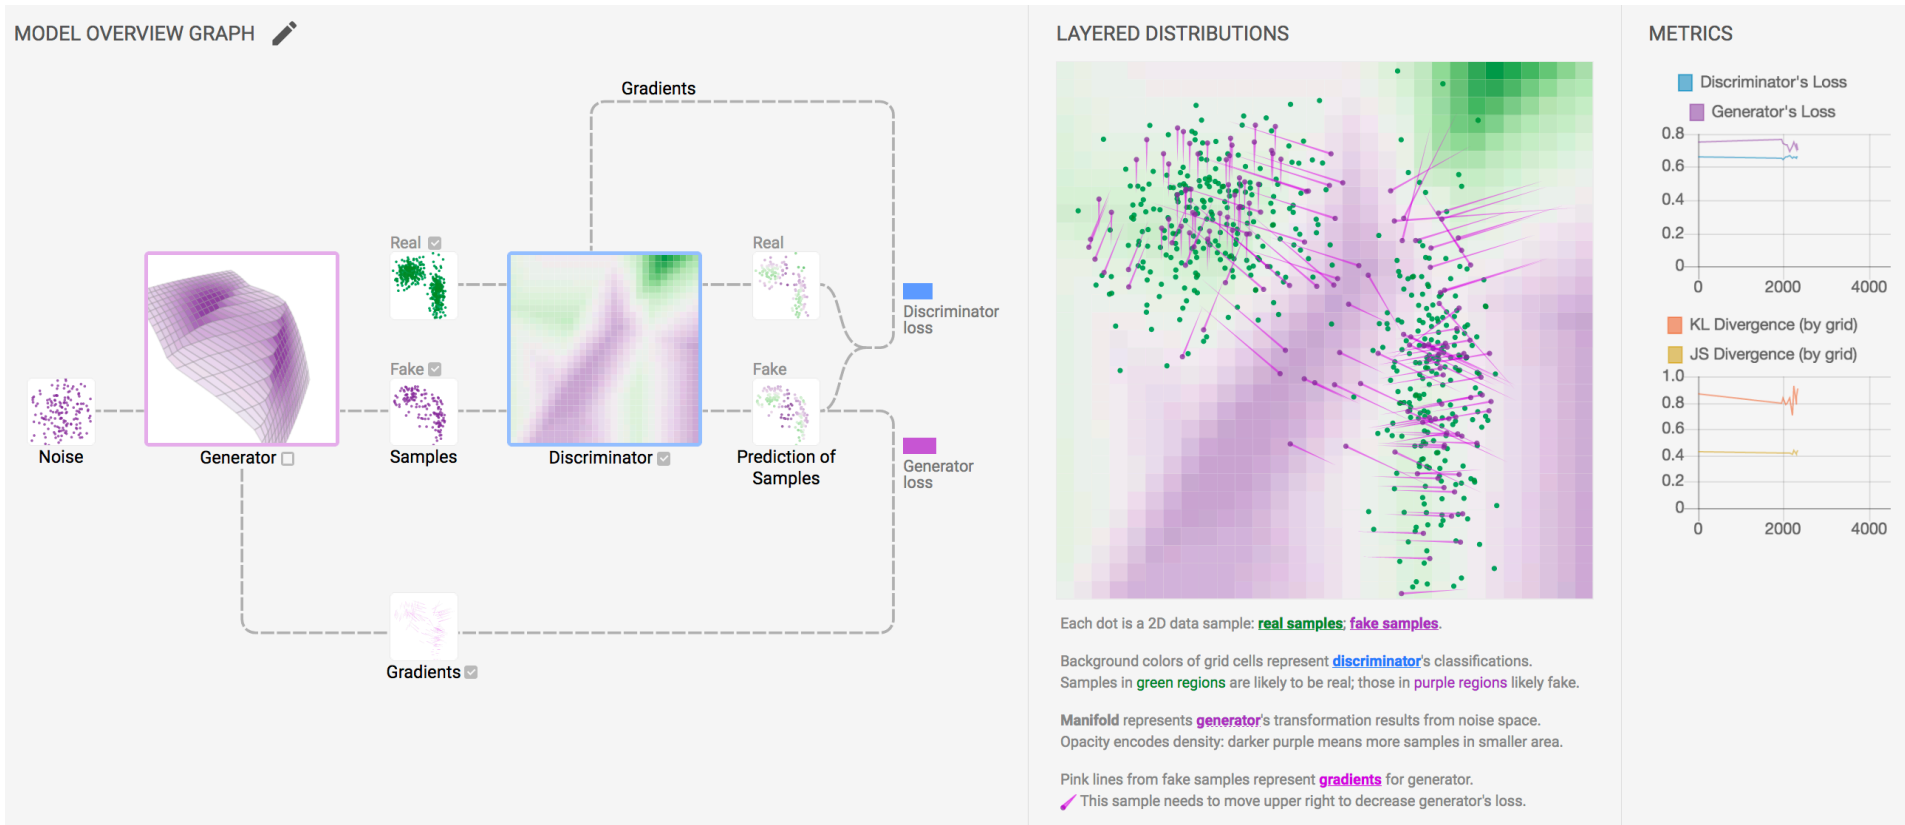 MODEL OVERVIEW GRAPH
Gradients
Real
Real
Discriminator
loss
Fake
Fake
Noise
Generator
Samples
Discriminator
Prediction of
Samples
Generator
loss
Gradients
LAYERED DISTRIBUTIONS
Each dot is a 2D data sample: real samples; fake samples.
Background colors of grid cells represent discriminator's classifications.
Samples in green regions are likely to be real; those in purple regions likely fake.
Manifold represents generator's transformation results from noise space.
Opacity encodes density: darker purple means more samples in smaller area.
Pink lines from fake samples represent gradients for generator.
This sample needs to move upper right to decrease generator's loss.
METRICS
Discriminator's Loss
Generator's Loss
0.8
0.6
0.4
0.2
0
0 2000 4000
KL Divergence (by grid)
JS Divergence (by grid)
1.0
0.8
0.6
0.4
0.2
0
0 2000 4000